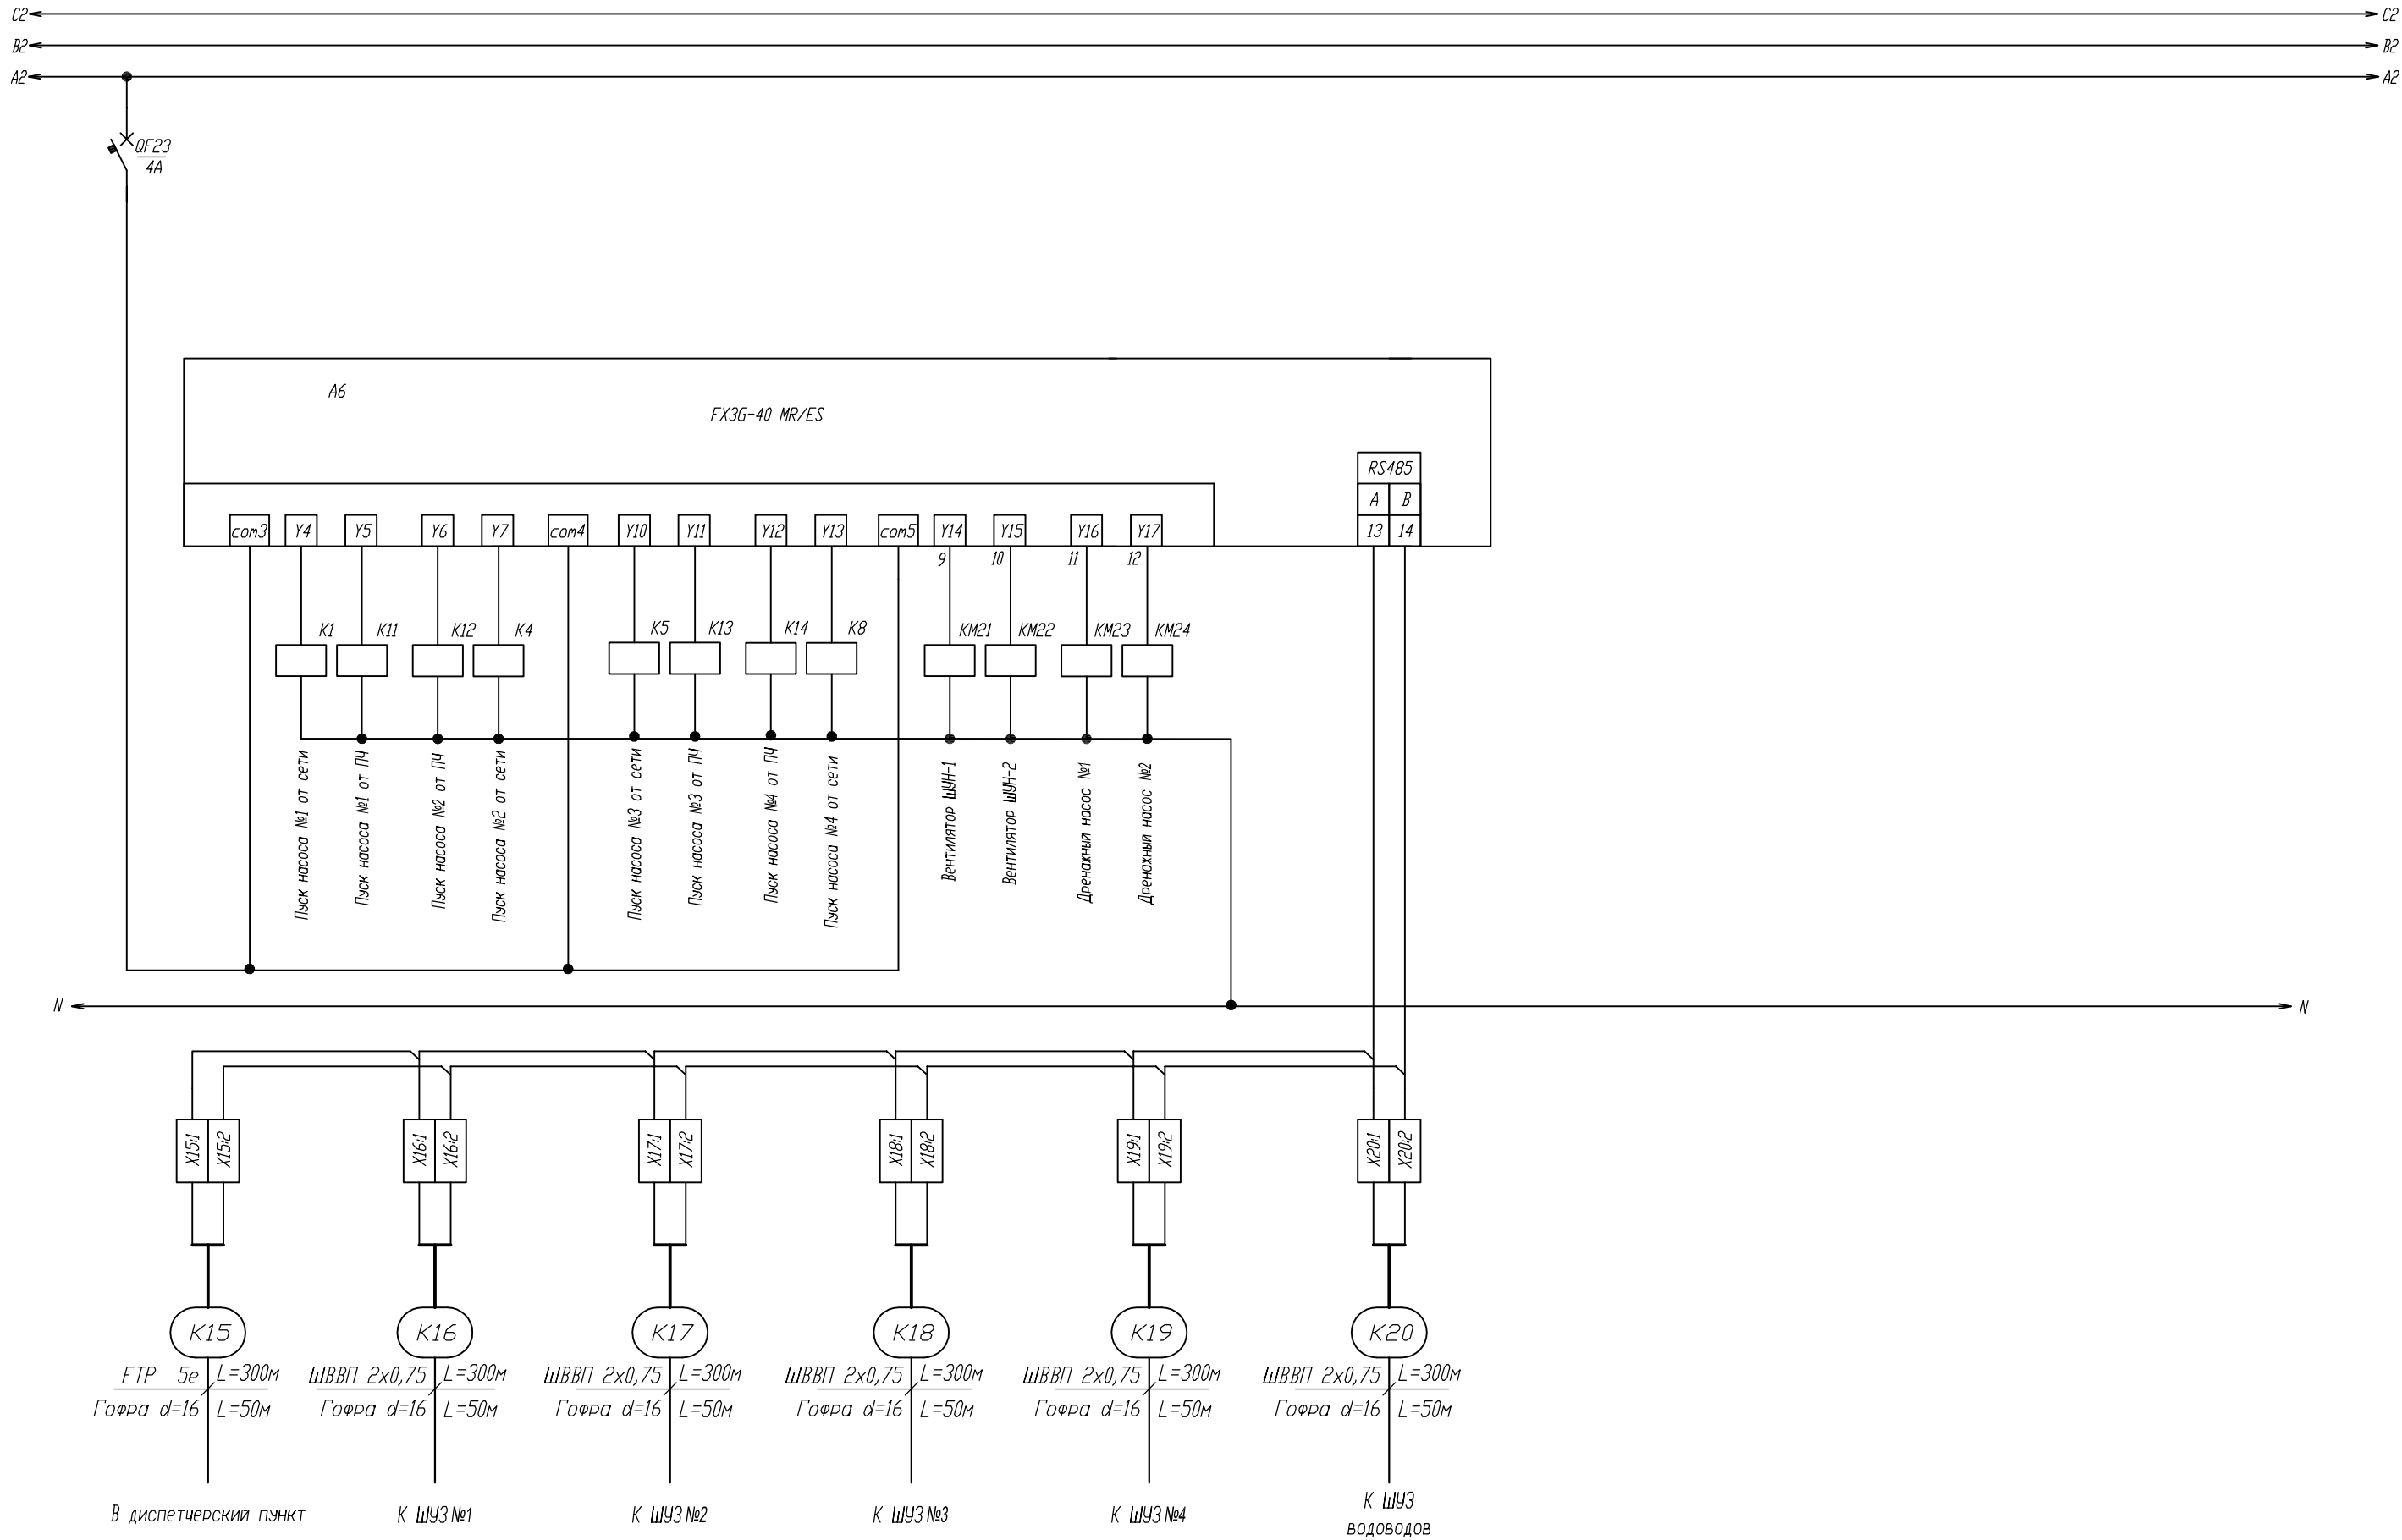 C2 C2
B2 B2
A2 A2
QF23
4A
A6
FX3G-40 MR/ES
RS485
A B
com3 Y4 Y5 Y6 Y7 com4 Y10 Y11 Y12 Y13 com5 Y14 Y15 Y16 Y17 13 14
9 10 11 12
K1 K11 K12 K4 K5 K13 K14 K8 KM21 KM22 KM23 KM24
Пуск насоса №1 от сети
Пуск насоса №1 от ПЧ
Пуск насоса №2 от ПЧ
Пуск насоса №2 от сети
Пуск насоса №3 от сети
Пуск насоса №3 от ПЧ
Пуск насоса №4 от ПЧ
Пуск насоса №4 от сети
Вентилятор ШУН-1
Вентилятор ШУН-2
Дренажный насос №1
Дренажный насос №2
N N
X15:1 X15:2 X16:1 X16:2 X17:1 X17:2 X18:1 X18:2 X19:1 X19:2 X20:1 X20:2
K15 K16 K17 K18 K19 K20
FTP 5e L=300м ШВВП 2х0,75 L=300м ШВВП 2х0,75 L=300м ШВВП 2х0,75 L=300м ШВВП 2х0,75 L=300м ШВВП 2х0,75 L=300м
Гофра d=16 L=50м Гофра d=16 L=50м Гофра d=16 L=50м Гофра d=16 L=50м Гофра d=16 L=50м Гофра d=16 L=50м
В диспетчерский пункт
К ШУЗ №1
К ШУЗ №2
К ШУЗ №3
К ШУЗ №4
К ШУЗ
водоводов